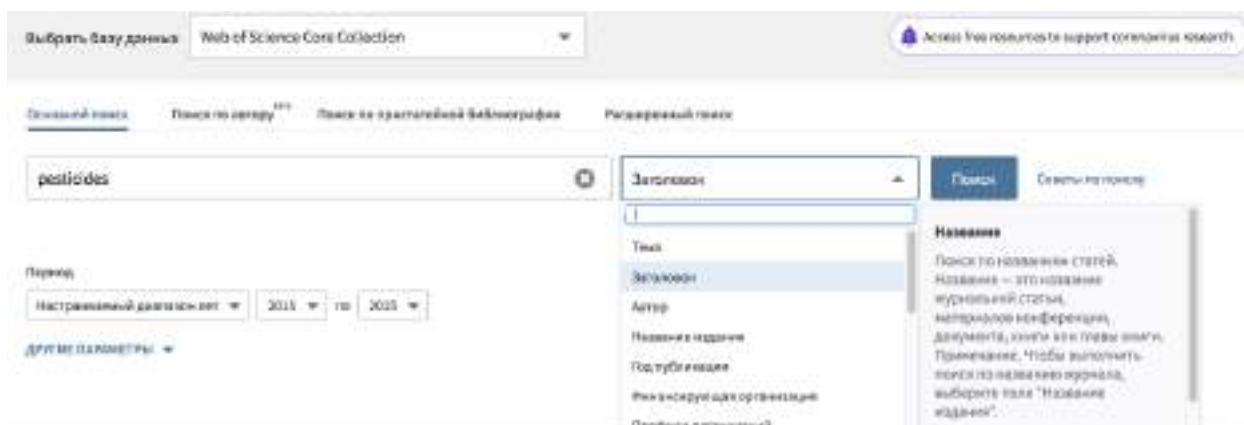 Выбрать базу данных Web of Science Core Collection
Access free resources to support coronavirus research
Основной поиск Поиск по автору Поиск по пристатейной библиографии Расширенный поиск
pesticides Заголовок Поиск Советы по поиску
Тема
Заголовок
Автор
Название издания
Год публикации
Финансирующая организация
Название
Поиск по названиям статей.
Название — это название
журнальной статьи,
материалов конференции,
документа, книги или главы книги.
Примечание. Чтобы выполнить
поиск по названию журнала,
выберите поле "Название
издания".
Период
Настраиваемый диапазон лет 2015 по 2015
ДРУГИЕ ПАРАМЕТРЫ